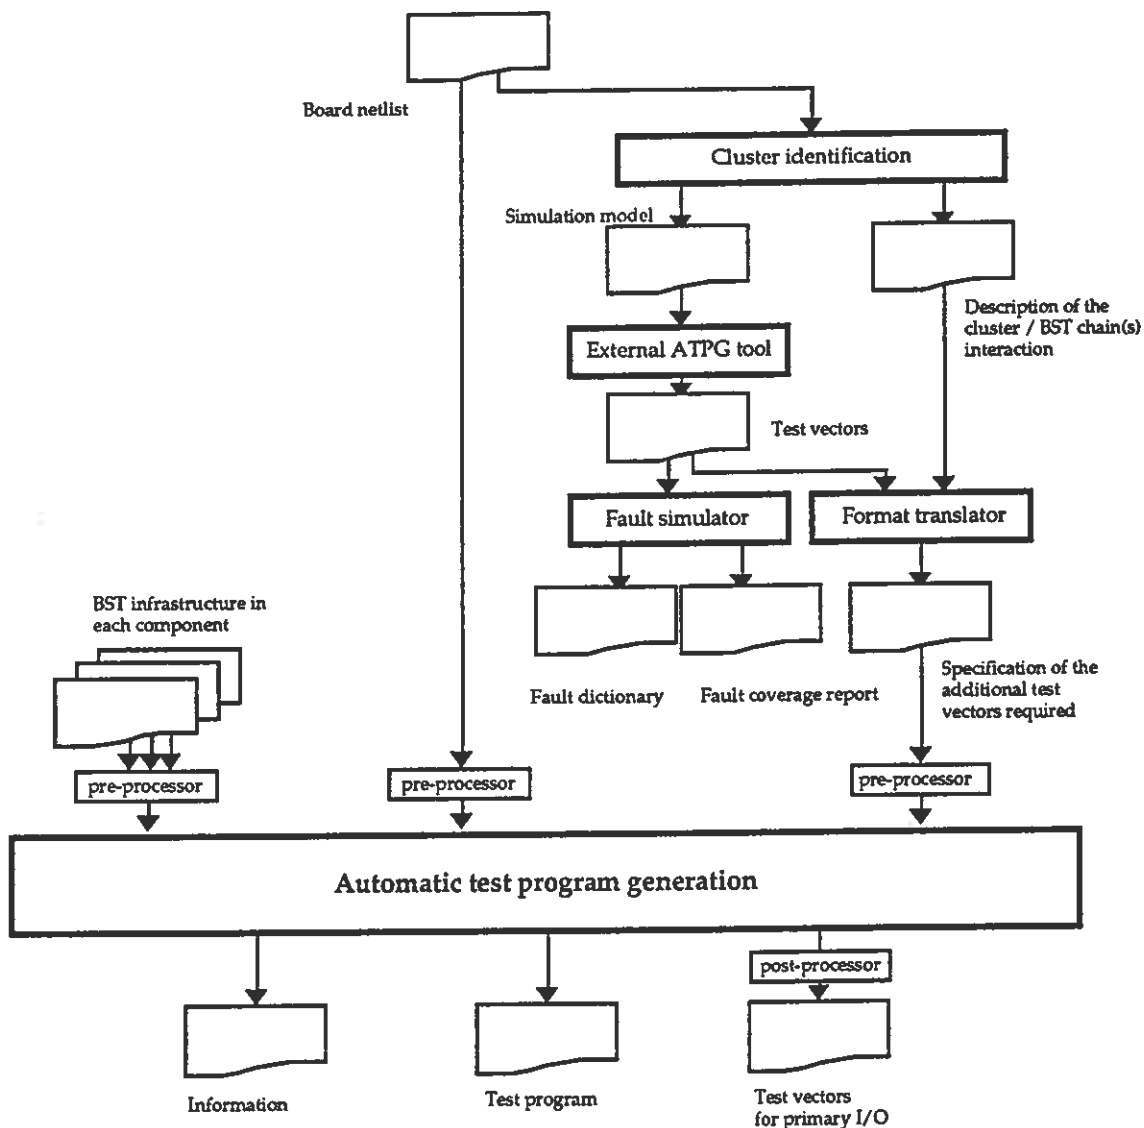 Board netlist
Cluster identification
Simulation model
Description of the
cluster / BST chain(s)
interaction
External ATPG tool
Test vectors
Fault simulator
Format translator
BST infrastructure in
each component
Fault dictionary
Fault coverage report
Specification of the
additional test
vectors required
pre-processor
pre-processor
pre-processor
Automatic test program generation
post-processor
Information
Test program
Test vectors
for primary I/O